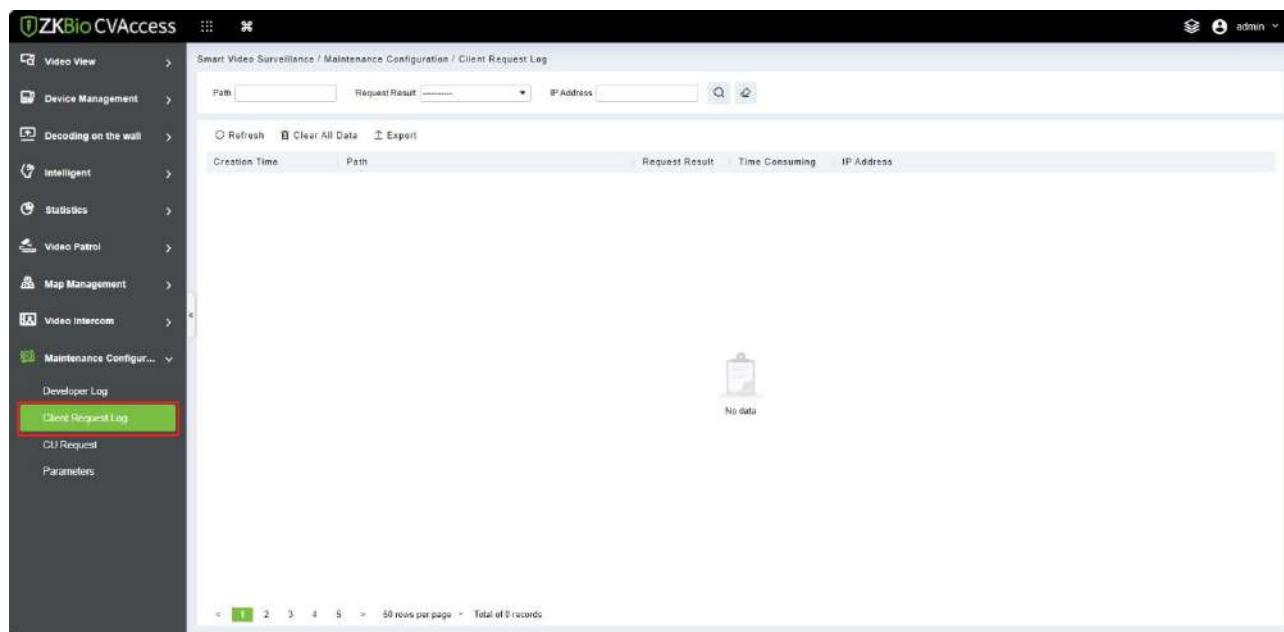 ZKBio CVAccess
admin
Video View
Device Management
Decoding on the wall
Intelligent
Statistics
Video Patrol
Map Management
Video Intercom
Maintenance Configur...
Developer Log
Client Request Log
CU Request
Parameters
Smart Video Surveillance / Maintenance Configuration / Client Request Log
Path Request Result ---------- IP Address
Refresh Clear All Data Export
Creation Time Path Request Result Time Consuming IP Address
No data
< 1 2 3 4 5 > 50 rows per page Total of 0 records